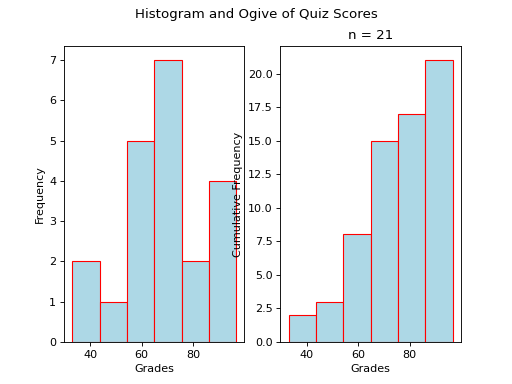 Histogram and Ogive of Quiz Scores
n = 21
7
6
5
4
3
2
1
0
Frequency
40 60 80
Grades
20.0
17.5
15.0
12.5
10.0
7.5
5.0
2.5
0.0
Cumulative Frequency
40 60 80
Grades